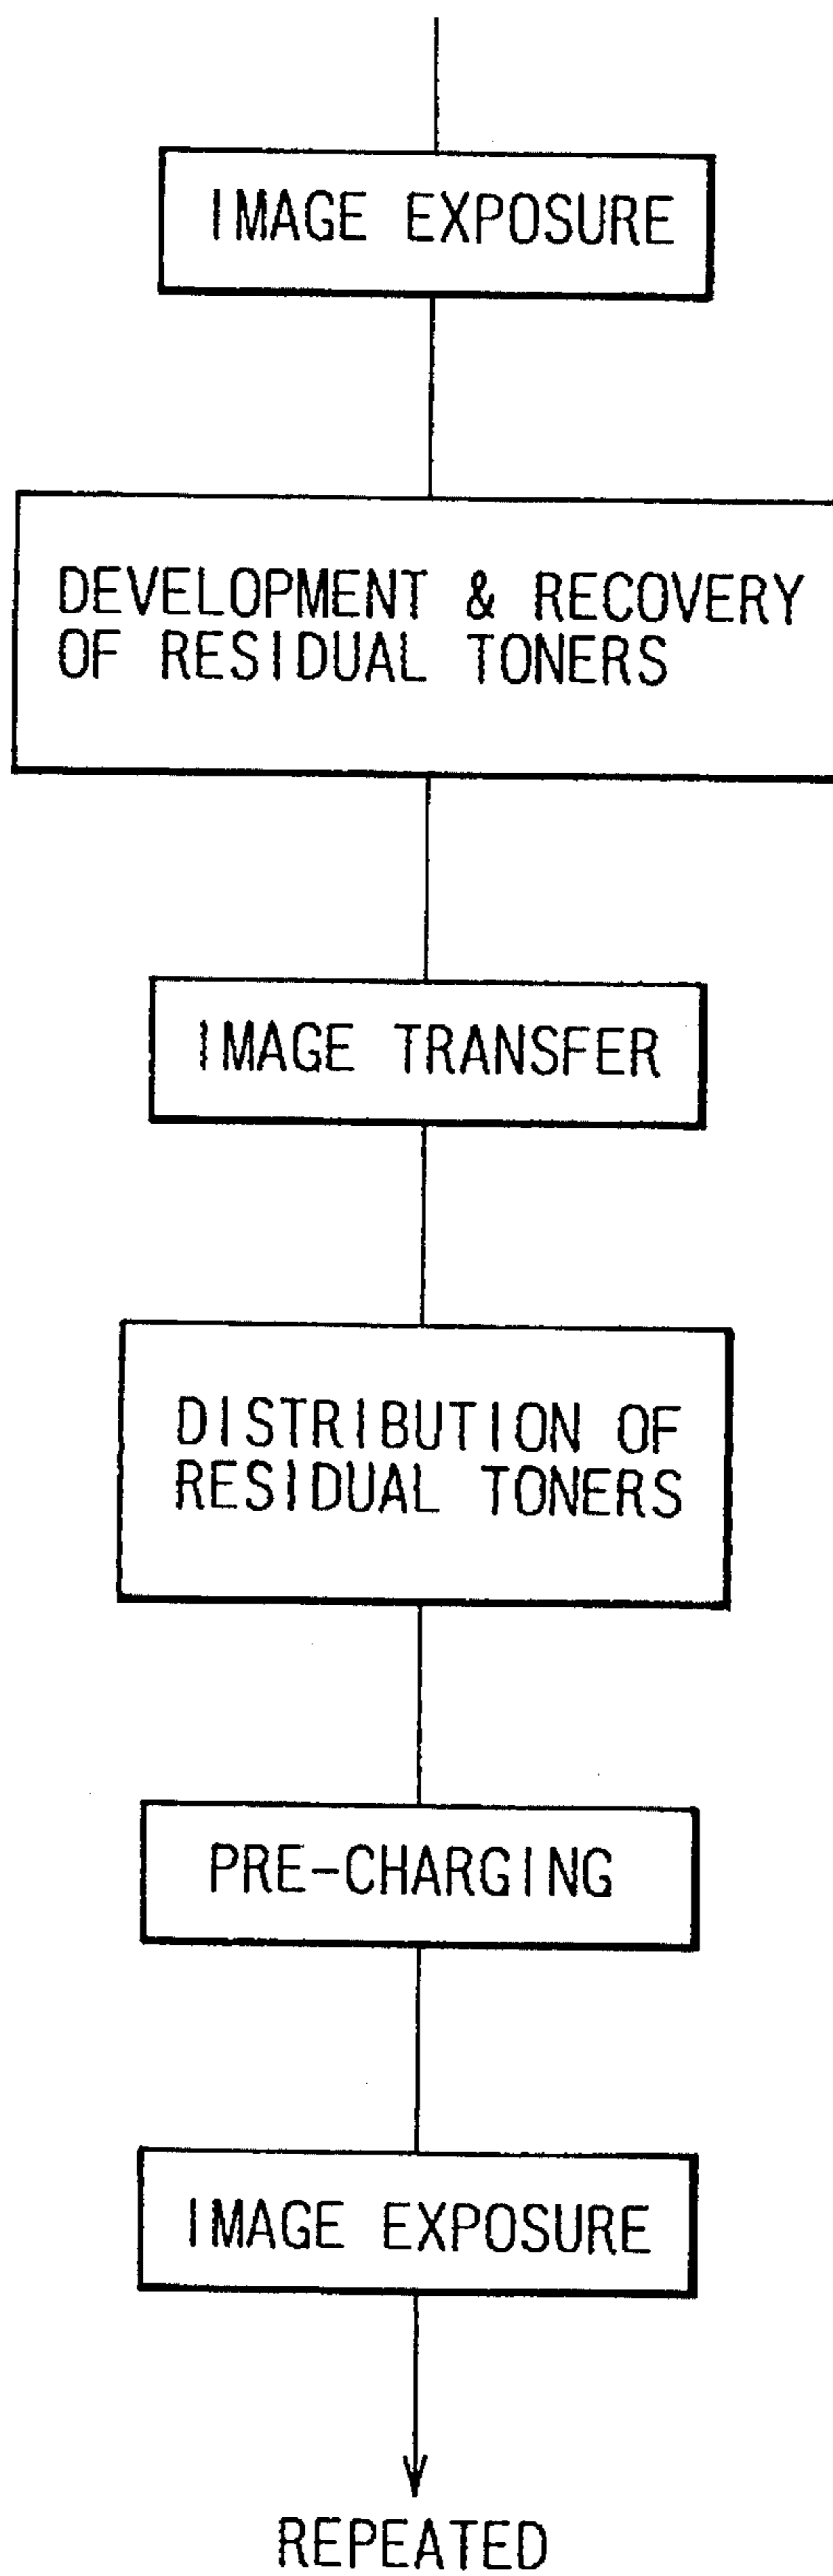 IMAGE EXPOSURE
DEVELOPMENT & RECOVERY
OF RESIDUAL TONERS
IMAGE TRANSFER
DISTRIBUTION OF
RESIDUAL TONERS
PRE-CHARGING
IMAGE EXPOSURE
REPEATED